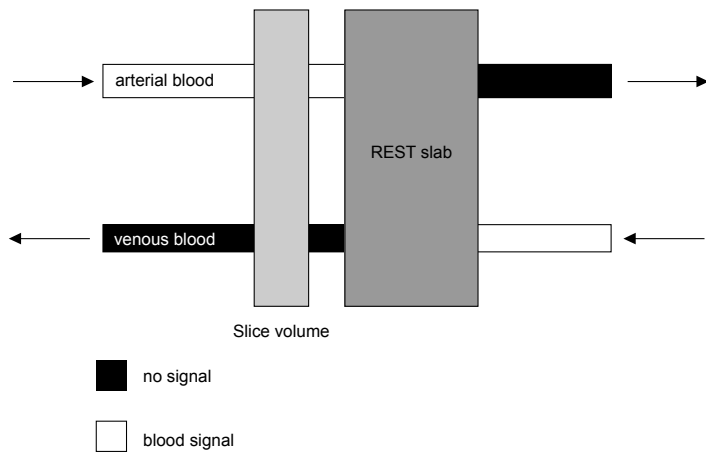 arterial blood
REST slab
venous blood
Slice volume
no signal
blood signal